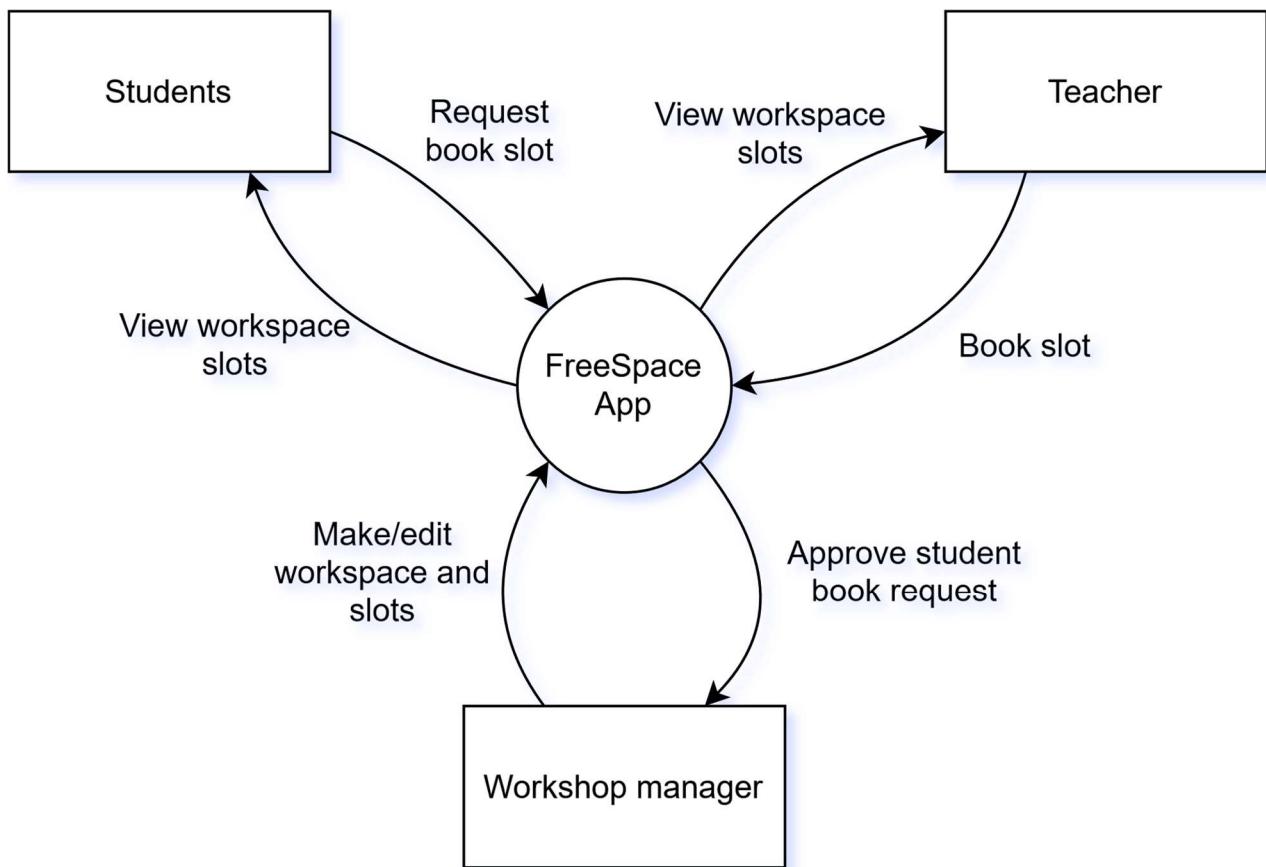 Students
Teacher
Request
book slot
View workspace
slots
View workspace
slots
Book slot
FreeSpace
App
Make/edit
workspace and
slots
Approve student
book request
Workshop manager